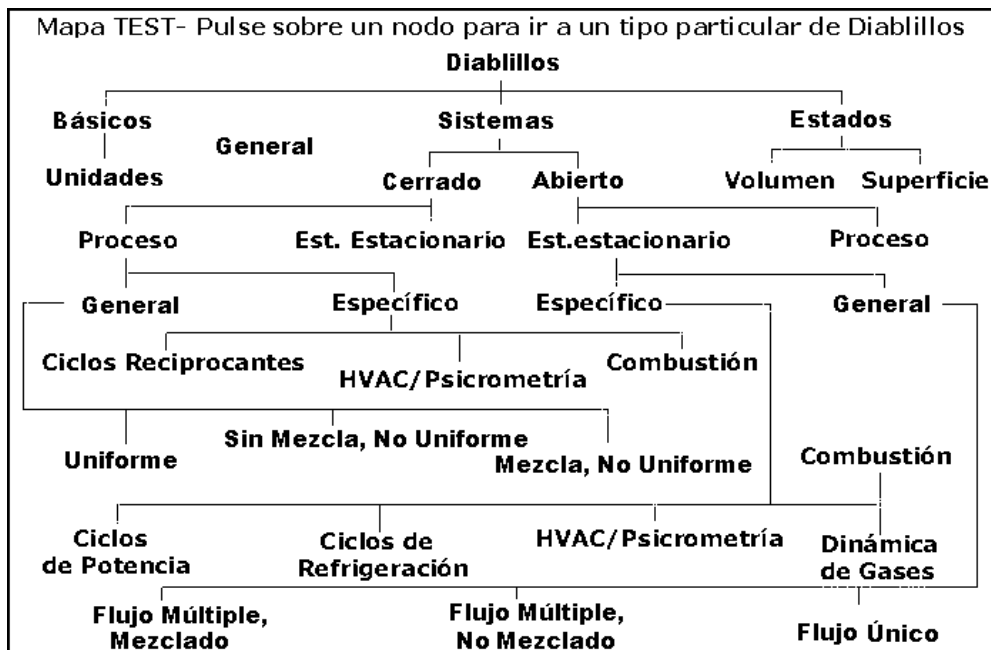 Mapa TEST- Pulse sobre un nodo para ir a un tipo particular de Diablillos
Diablillos
Básicos Sistemas Estados
General
Unidades Cerrado Abierto Volumen Superficie
Proceso Est. Estacionario Est.estacionario Proceso
General Específico Específico General
Ciclos Reciprocantes HVAC/Psicrometría Combustión
Uniforme Sin Mezcla, No Uniforme Mezcla, No Uniforme Combustión
Ciclos Ciclos de HVAC/Psicrometría Dinámica
de Potencia Refrigeración de Gases
Flujo Múltiple, Flujo Múltiple, Flujo Único
Mezclado No Mezclado